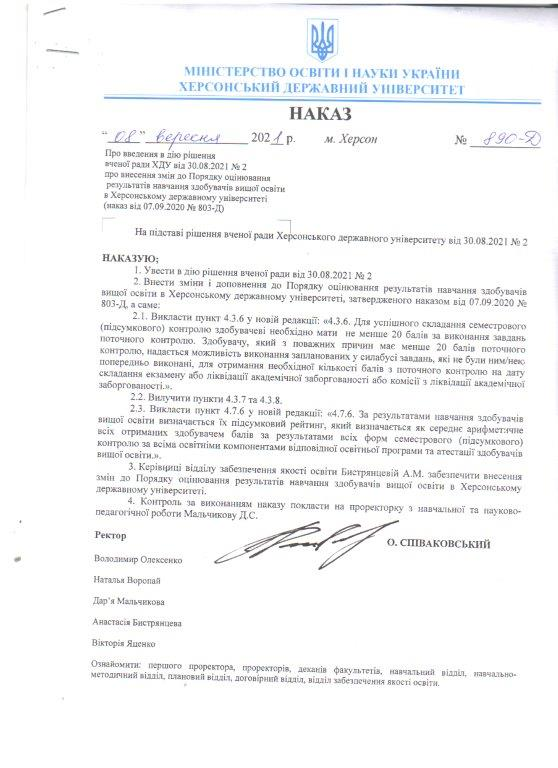 МІНІСТЕРСТВО ОСВІТИ І НАУКИ УКРАЇНИ
ХЕРСОНСЬКИЙ ДЕРЖАВНИЙ УНІВЕРСИТЕТ
НАКАЗ
“ 08 ” вересня 2021 р. м. Херсон № 890-Д
Про введення в дію рішення
вченої ради ХДУ від 30.08.2021 № 2
про внесення змін до Порядку оцінювання
результатів навчання здобувачів вищої освіти
в Херсонському державному університеті
(наказ від 07.09.2020 № 803-Д)
На підставі рішення вченої ради Херсонського державного університету від 30.08.2021 № 2
НАКАЗУЮ;
1. Увести в дію рішення вченої ради від 30.08.2021 № 2
2. Внести зміни і доповнення до Порядку оцінювання результатів навчання здобувачів
вищої освіти в Херсонському державному університеті, затвердженого наказом від 07.09.2020 №
803-Д, а саме:
2.1. Викласти пункт 4.3.6 у новій редакції: «4.3.6. Для успішного складання семестрового
(підсумкового) контролю здобувачеві необхідно мати не менше 20 балів за виконання завдань
поточного контролю. Здобувачу, який з поважних причин має менше 20 балів поточного
контролю, надається можливість виконання запланованих у силабусі завдань, які не були ним/нею
попередньо виконані, для отримання необхідної кількості балів з поточного контролю на дату
складання екзамену або ліквідації академічної заборгованості або комісії з ліквідації академічної
заборгованості.».
2.2. Вилучити пункти 4.3.7 та 4.3.8.
2.3. Викласти пункт 4.7.6 у новій редакції: «4.7.6. За результатами навчання здобувачів
вищої освіти визначається їх підсумковий рейтинг, який визначається як середнє арифметичне
всіх отриманих здобувачем балів за результатами всіх форм семестрового (підсумкового)
контролю за всіма освітніми компонентами відповідної освітньої програми та атестації здобувачів
вищої освіти.».
3. Керівниці відділу забезпечення якості освіти Бистрянцевій А.М. забезпечити внесення
змін до Порядку оцінювання результатів навчання здобувачів вищої освіти в Херсонському
державному університеті.
4. Контроль за виконанням наказу покласти на проректорку з навчальної та науково-
педагогічної роботи Мальчикову Д.С.
Ректор О. СПІВАКОВСЬКИЙ
Володимир Олексенко
Наталья Воропай
Дар’я Мальчикова
Анастасія Бистрянцева
Вікторія Яценко
Ознайомити: першого проректора, проректорів, деканів факультетів, навчальний відділ, навчально-
методичний відділ, плановий відділ, договірний відділ, відділ забезпечення якості освіти.